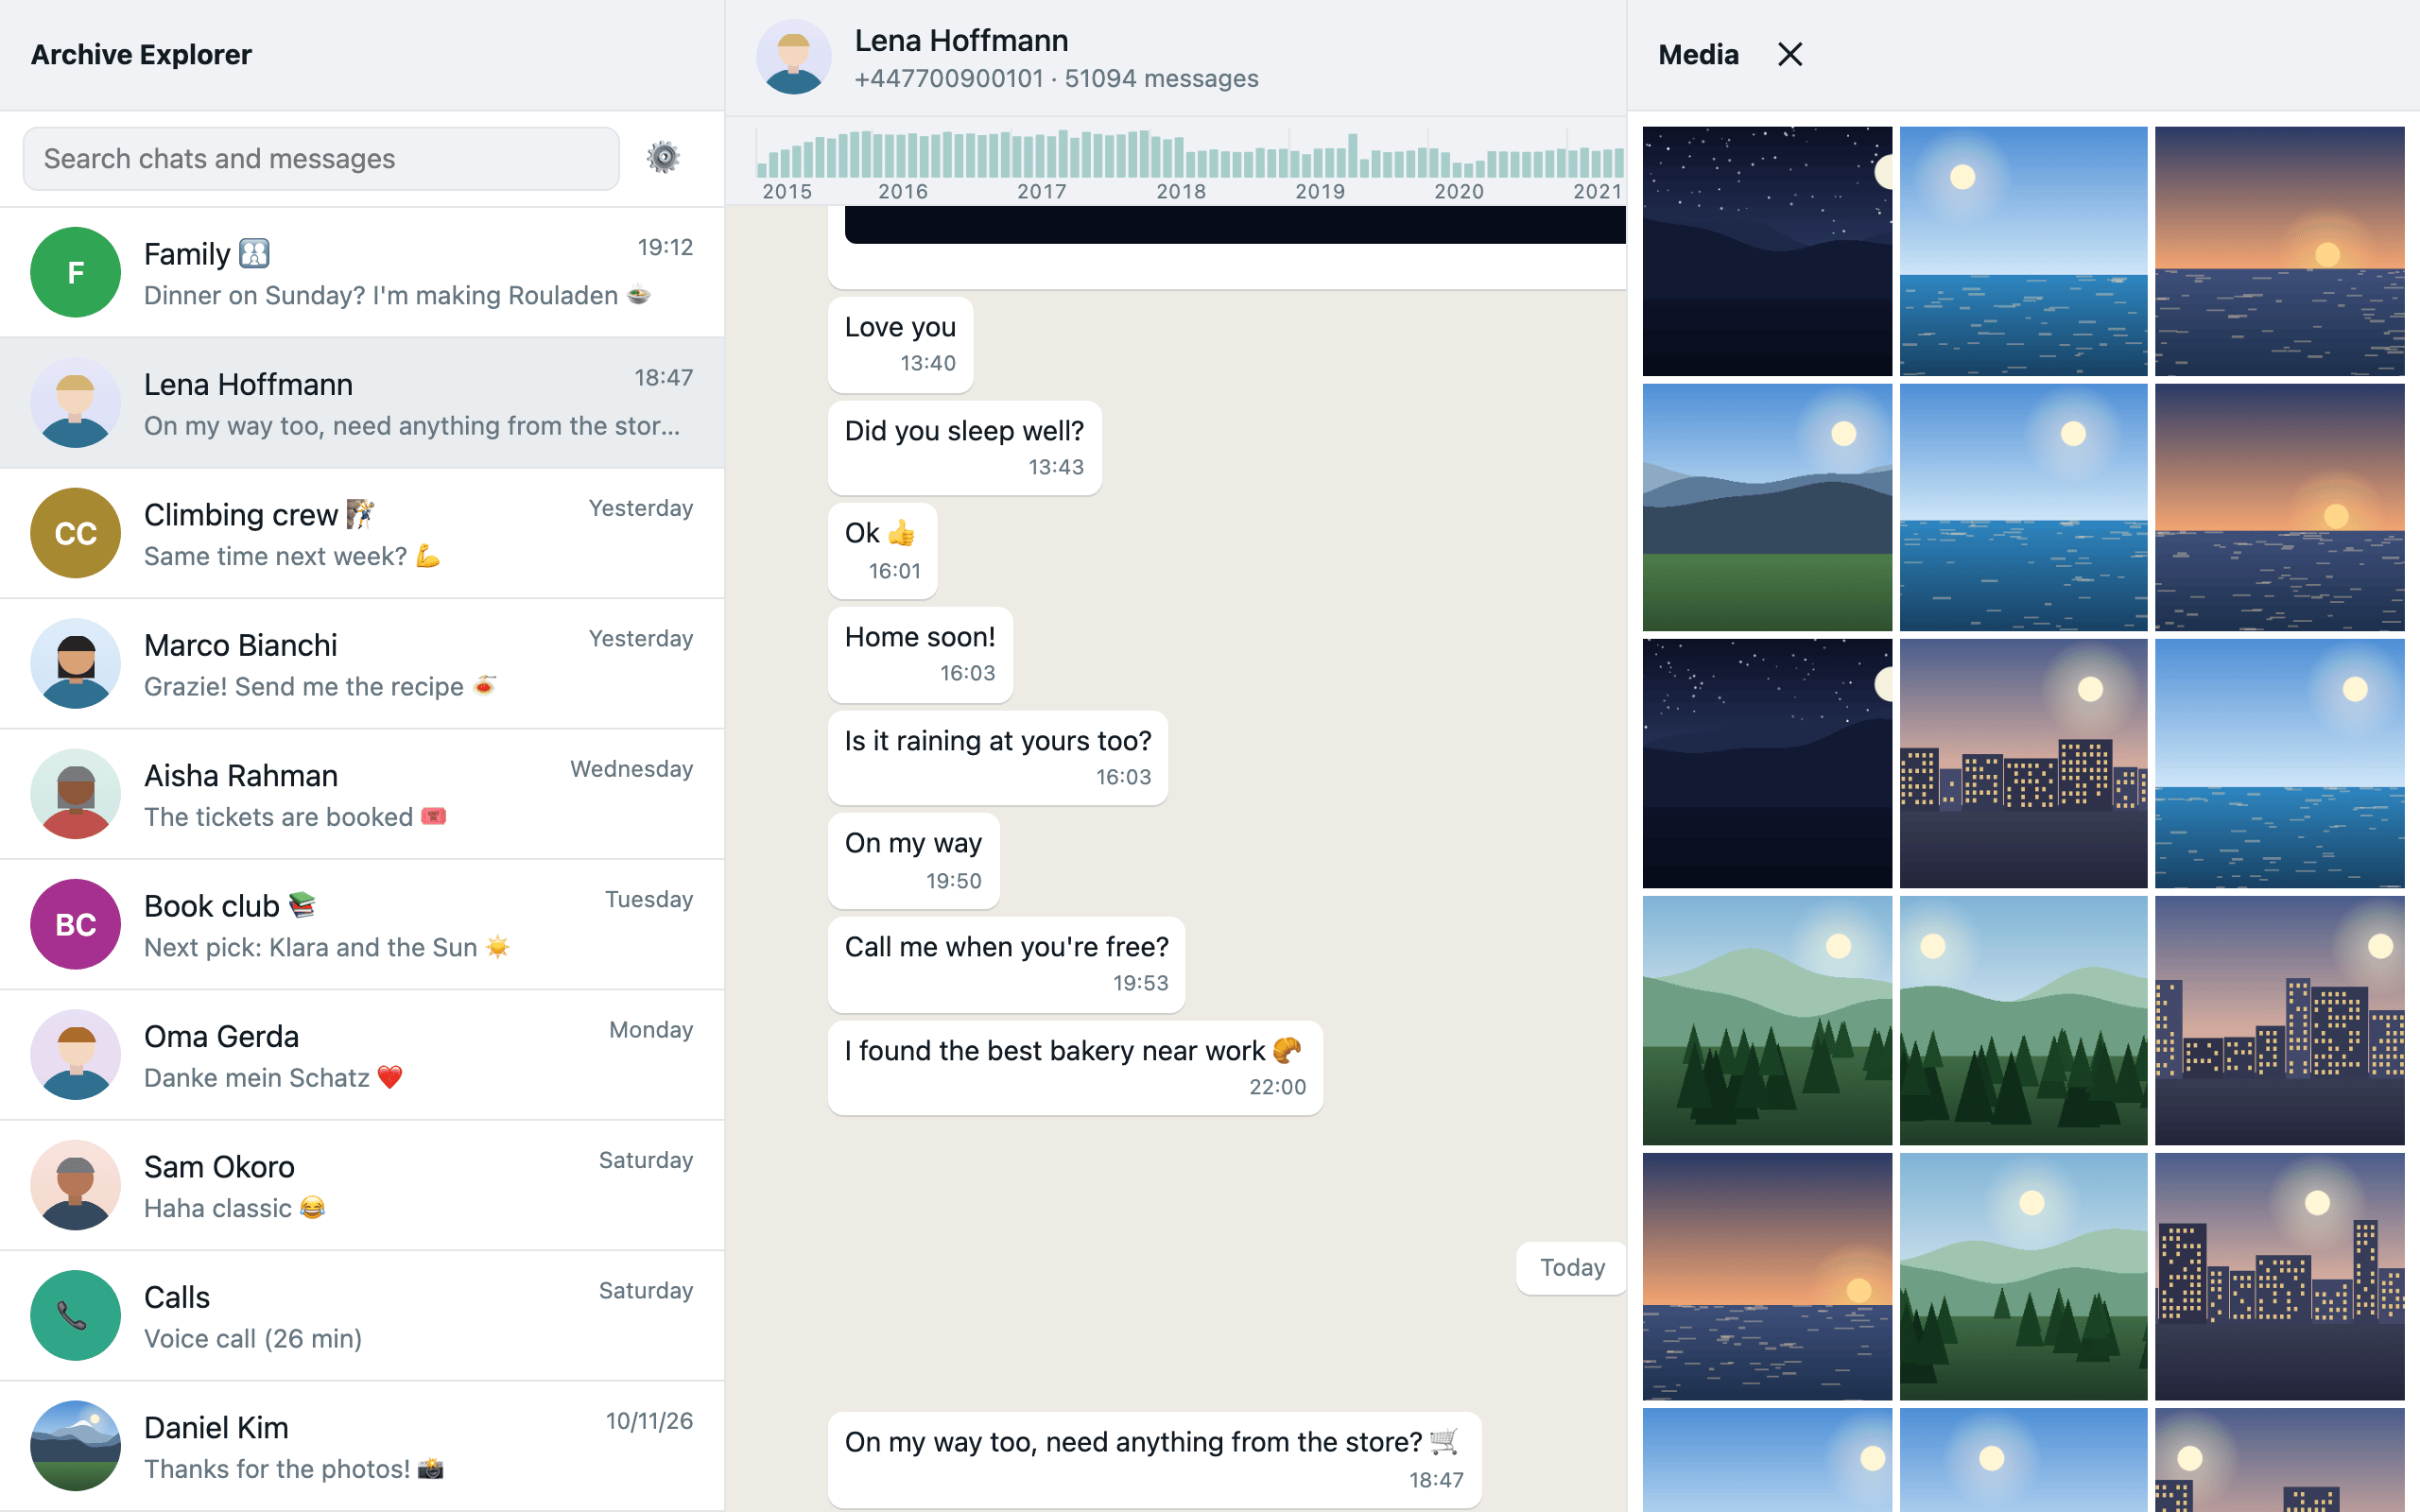 Archive Explorer
Search chats and messages
Family
19:12
Dinner on Sunday? I'm making Rouladen 🍲
F
Lena Hoffmann
18:47
On my way too, need anything from the stor...
CC
Climbing crew 🧗
Yesterday
Same time next week? 💪
Marco Bianchi
Yesterday
Grazie! Send me the recipe 🍝
Aisha Rahman
Wednesday
The tickets are booked 🎟️
BC
Book club 📚
Tuesday
Next pick: Klara and the Sun ☀️
Oma Gerda
Monday
Danke mein Schatz ❤️
Sam Okoro
Saturday
Haha classic 😂
Calls
Saturday
Voice call (26 min)
Daniel Kim
10/11/26
Thanks for the photos! 📸
Lena Hoffmann
+447700900101 · 51094 messages
2015 2016 2017 2018 2019 2020 2021
Love you
13:40
Did you sleep well?
13:43
Ok 👍
16:01
Home soon!
16:03
Is it raining at yours too?
16:03
On my way
19:50
Call me when you're free?
19:53
I found the best bakery near work 🥐
22:00
Today
On my way too, need anything from the store? 🛒
18:47
Media